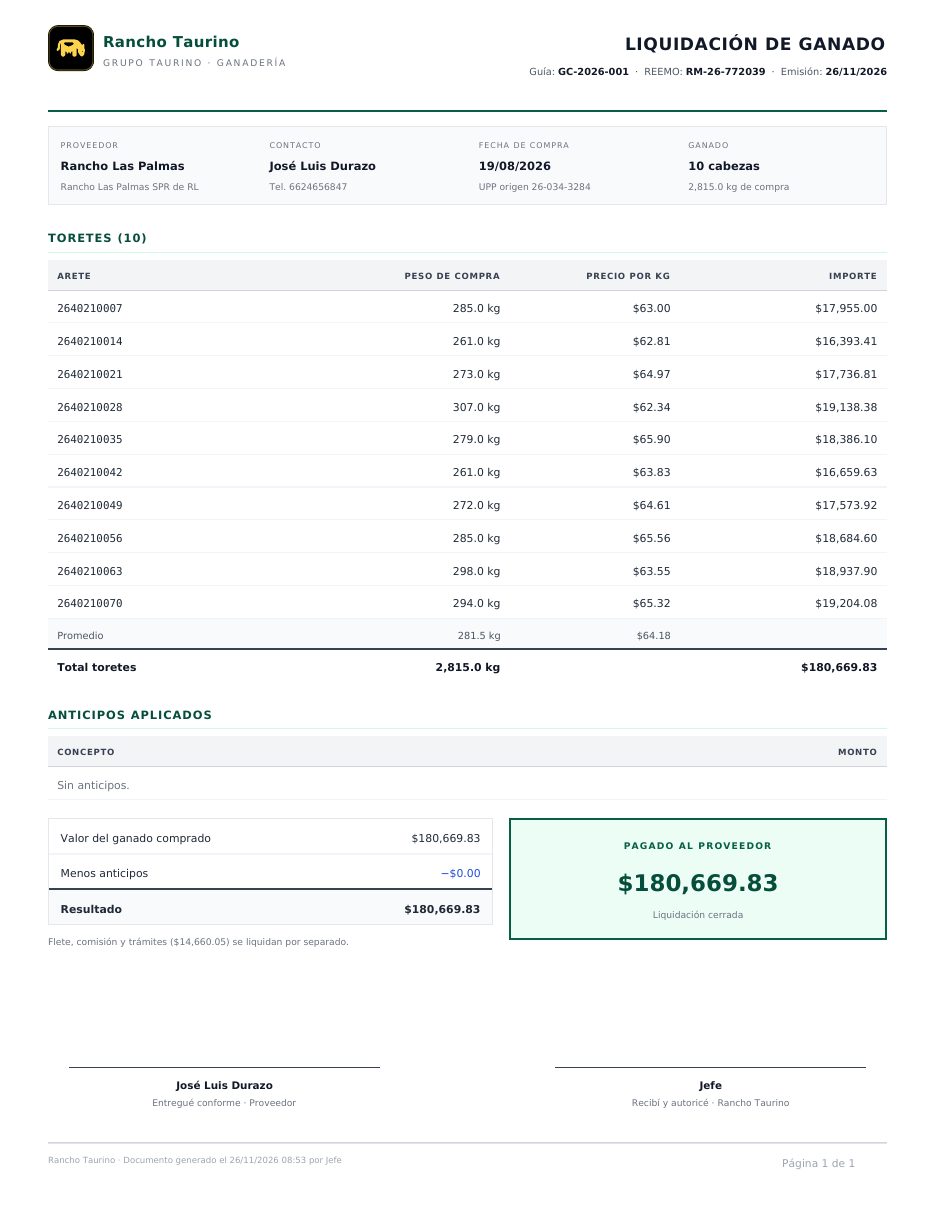 Rancho Taurino
GRUPO TAURINO · GANADERÍA
LIQUIDACIÓN DE GANADO
Guía: GC-2026-001 · REEMO: RM-26-772039 · Emisión: 26/11/2026
PROVEEDOR CONTACTO FECHA DE COMPRA GANADO
Rancho Las Palmas José Luis Durazo 19/08/2026 10 cabezas
Rancho Las Palmas SPR de RL Tel. 6624656847 UPP origen 26-034-3284 2,815.0 kg de compra
TORETES (10)
ARETE PESO DE COMPRA PRECIO POR KG IMPORTE
2640210007 285.0 kg $63.00 $17,955.00
2640210014 261.0 kg $62.81 $16,393.41
2640210021 273.0 kg $64.97 $17,736.81
2640210028 307.0 kg $62.34 $19,138.38
2640210035 279.0 kg $65.90 $18,386.10
2640210042 261.0 kg $63.83 $16,659.63
2640210049 272.0 kg $64.61 $17,573.92
2640210056 285.0 kg $65.56 $18,684.60
2640210063 298.0 kg $63.55 $18,937.90
2640210070 294.0 kg $65.32 $19,204.08
Promedio 281.5 kg $64.18
Total toretes 2,815.0 kg $180,669.83
ANTICIPOS APLICADOS
CONCEPTO MONTO
Sin anticipos.
Valor del ganado comprado $180,669.83
Menos anticipos −$0.00
Resultado $180,669.83
Flete, comisión y trámites ($14,660.05) se liquidan por separado.
PAGADO AL PROVEEDOR
$180,669.83
Liquidación cerrada
José Luis Durazo Jefe
Entregué conforme · Proveedor Recibí y autoricé · Rancho Taurino
Rancho Taurino · Documento generado el 26/11/2026 08:53 por Jefe Página 1 de 1